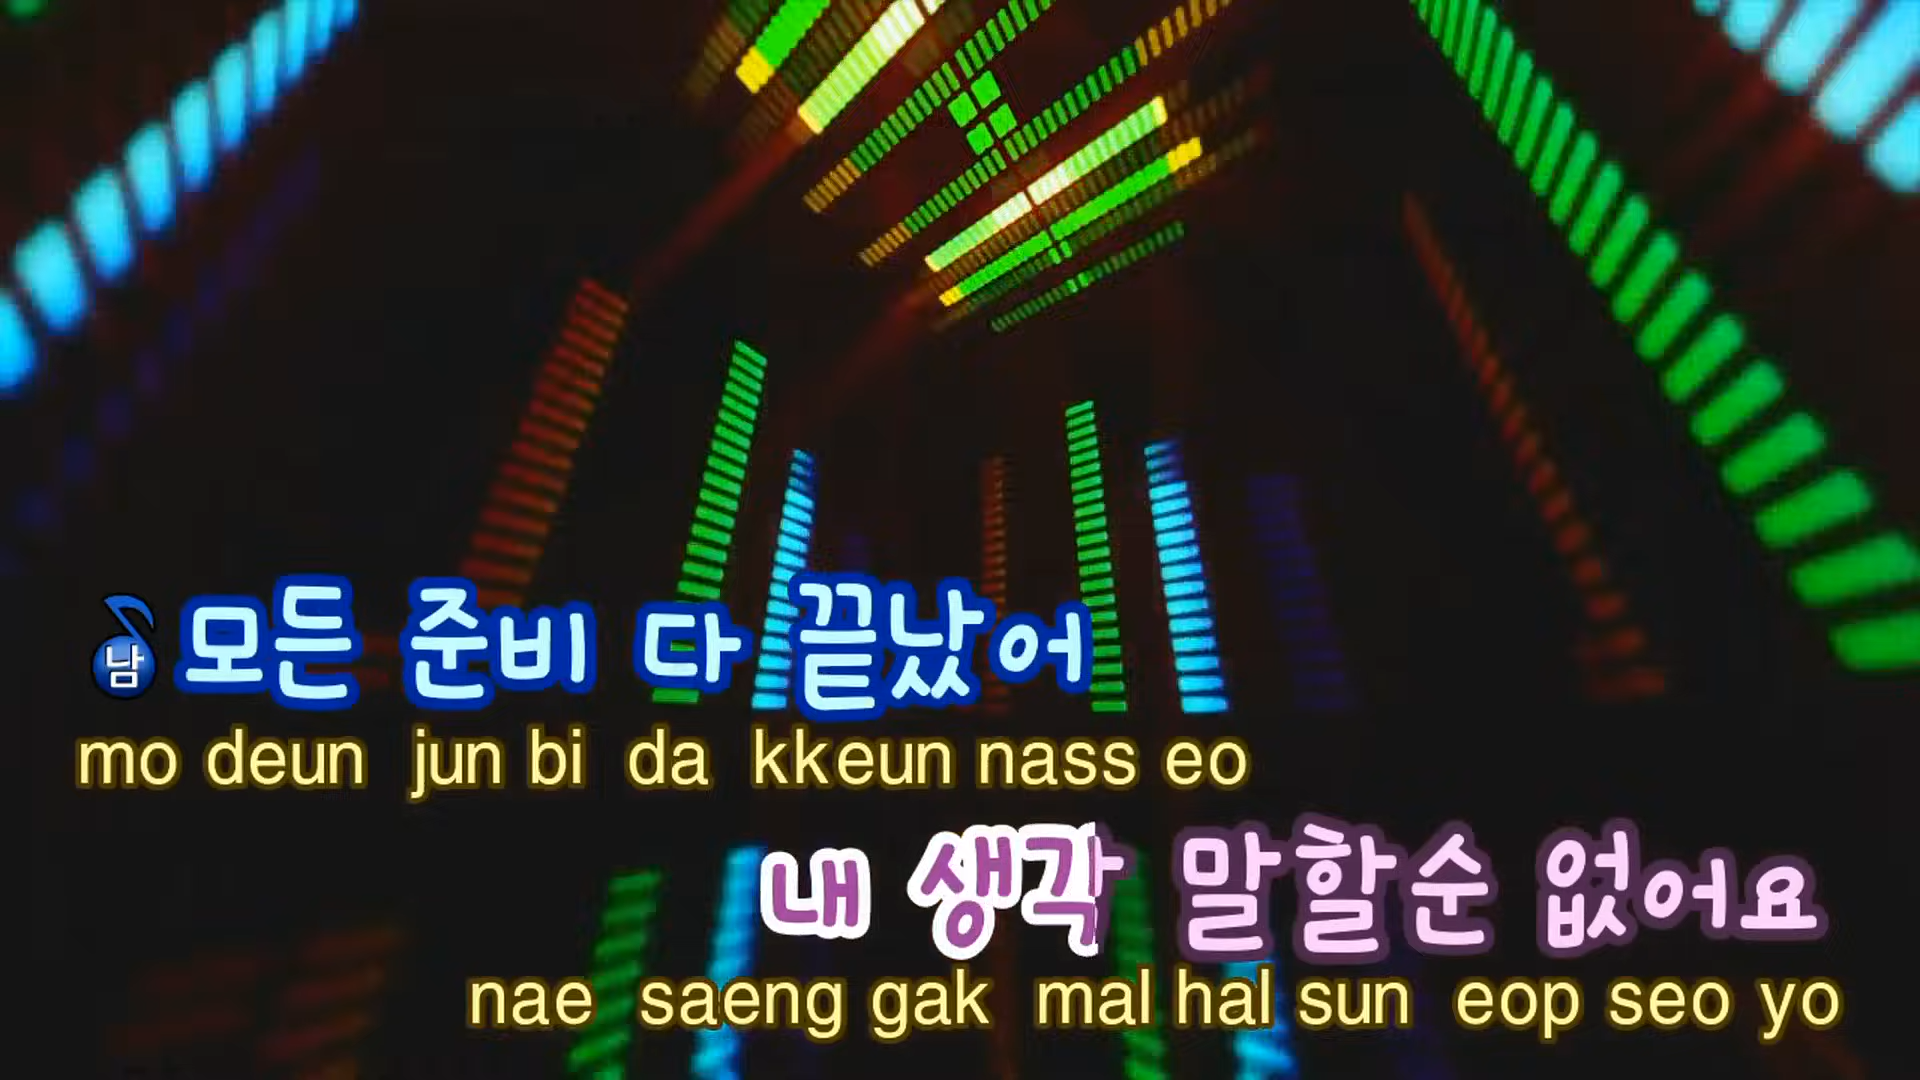 남 모든 준비 다 끝났어
mo deun jun bi da kkeun nass eo
내 생각 말할순 없어요
nae saeng gak mal hal sun eop seo yo